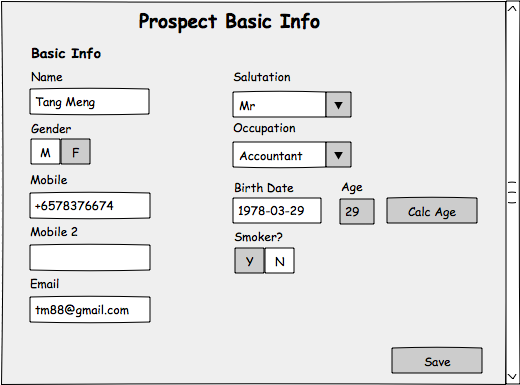 Prospect Basic Info
Basic Info
Name
Salutation
Tang Meng
Mr
Gender
Occupation
M F
Accountant
Mobile
Birth Date
Age
+6578376674
1978-03-29
29
Calc Age
Mobile 2
Smoker?
Y N
Email
tm88@gmail.com
Save